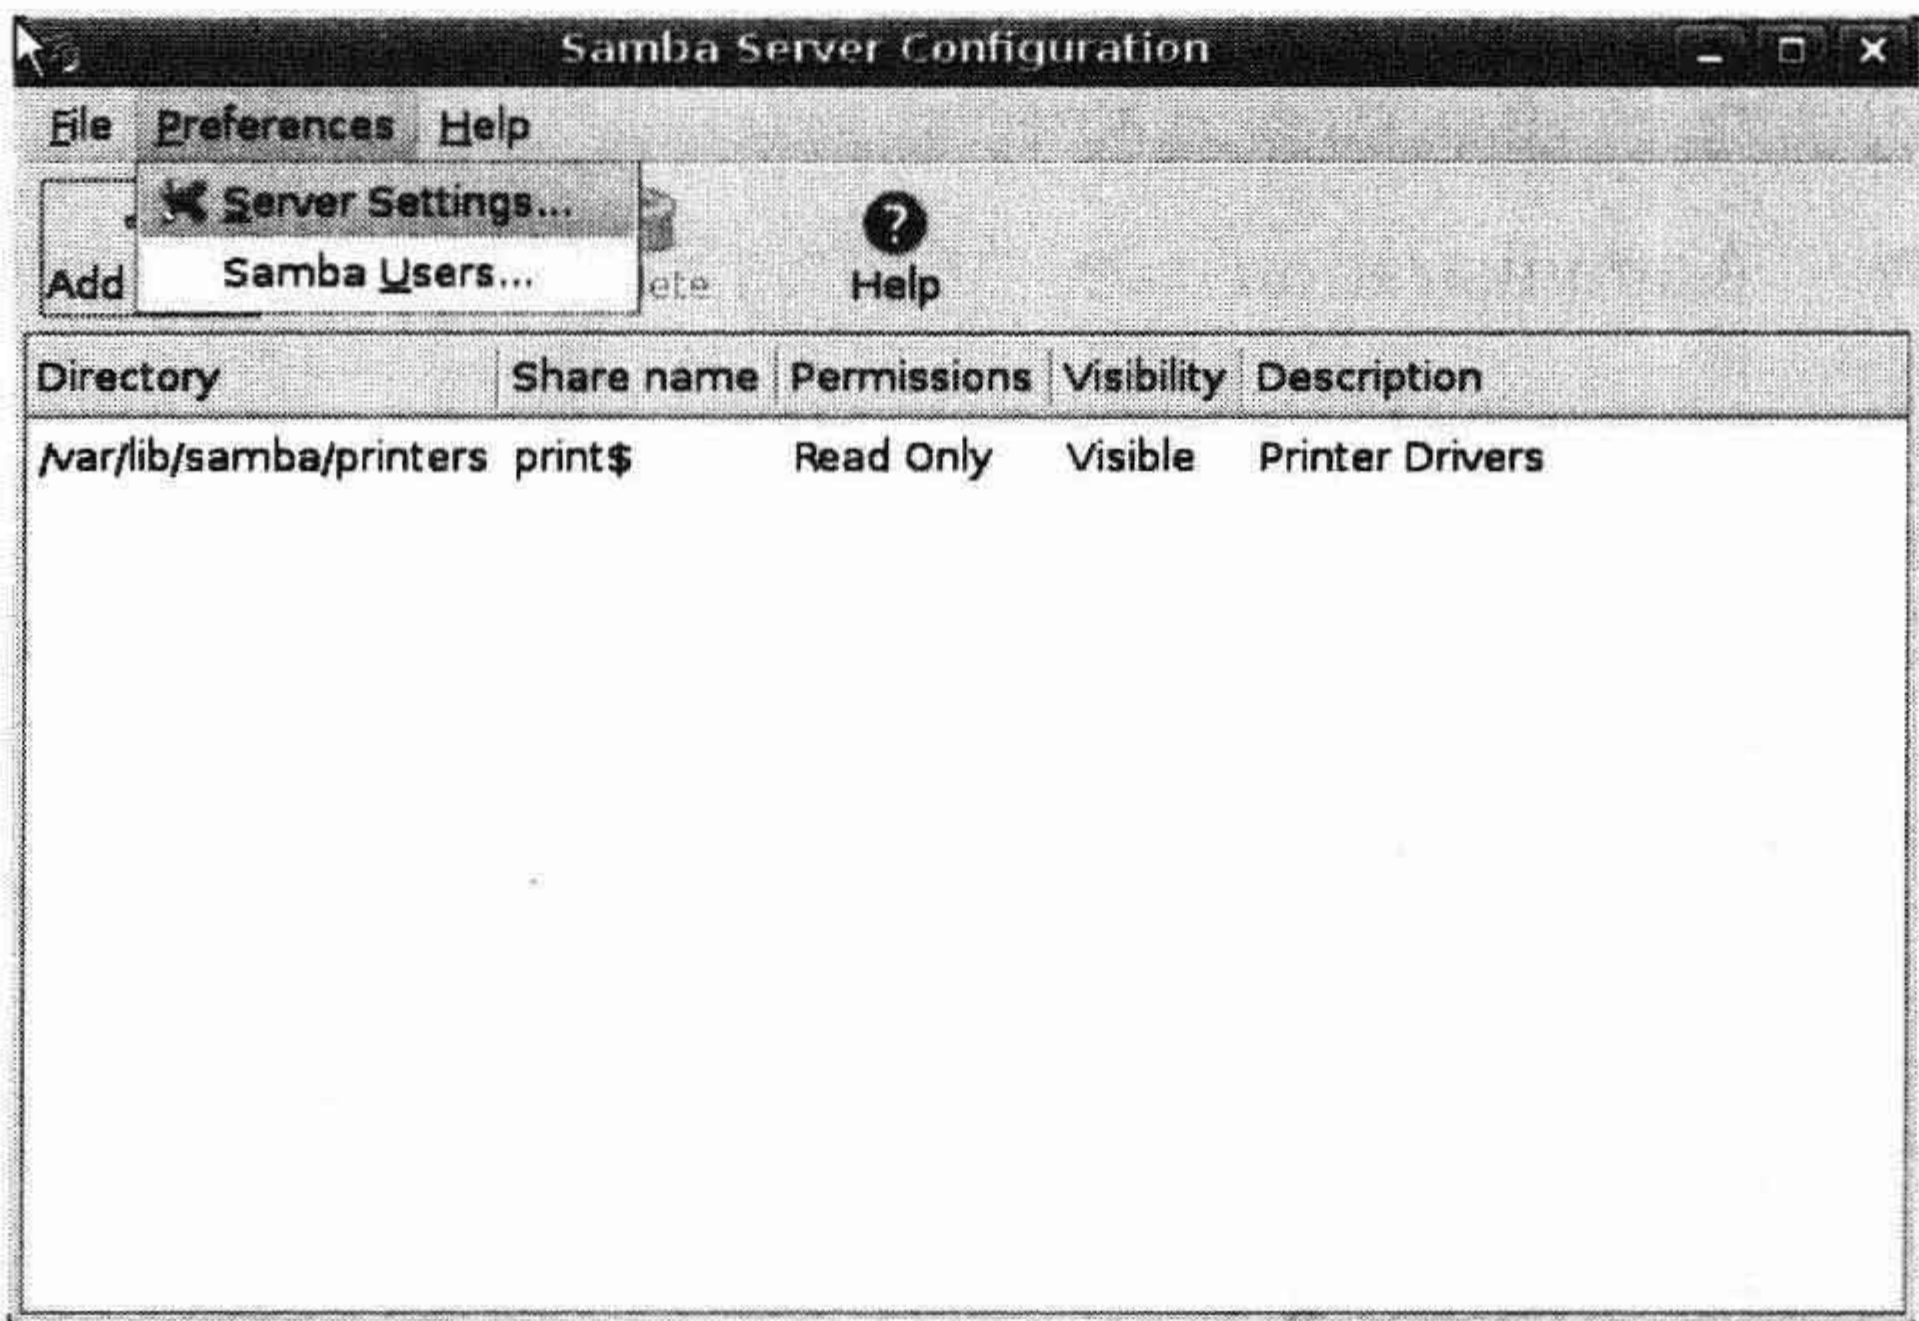 Samba Server Configuration
File Preferences Help
Server Settings...
Samba Users...
Add
Help
Directory Share name Permissions Visibility Description
/var/lib/samba/printers print$ Read Only Visible Printer Drivers